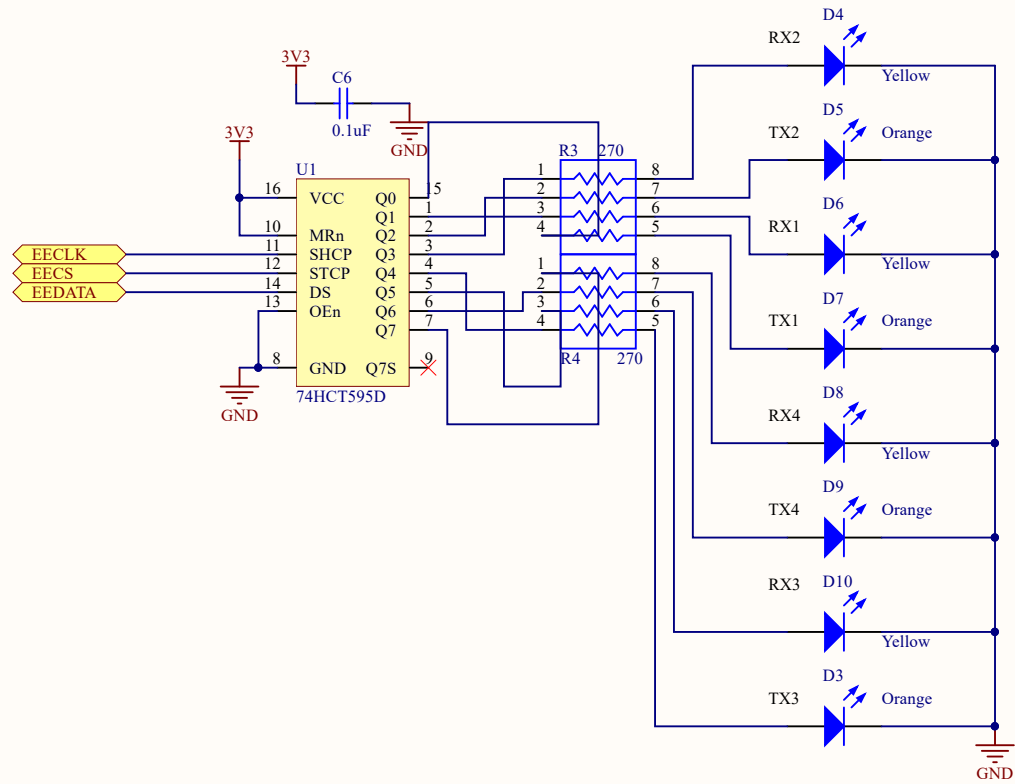 D4
RX2
Yellow
3V3
C6
0.1uF
GND
D5
TX2
Orange
3V3
R3 270
U1
1 8
2 7
3 6
4 5
16 VCC Q0 15
Q1 1
10 MRn Q2 2
EECLK 11 SHCP Q3 3
EECS 12 STCP Q4 4
EEDATA 14 DS Q5 5
13 OEn Q6 6
Q7 7
8 GND Q7S 9
74HCT595D
GND
1 8
2 7
3 6
4 5
R4 270
D6
RX1
Yellow
D7
TX1
Orange
D8
RX4
Yellow
D9
TX4
Orange
D10
RX3
Yellow
D3
TX3
Orange
GND